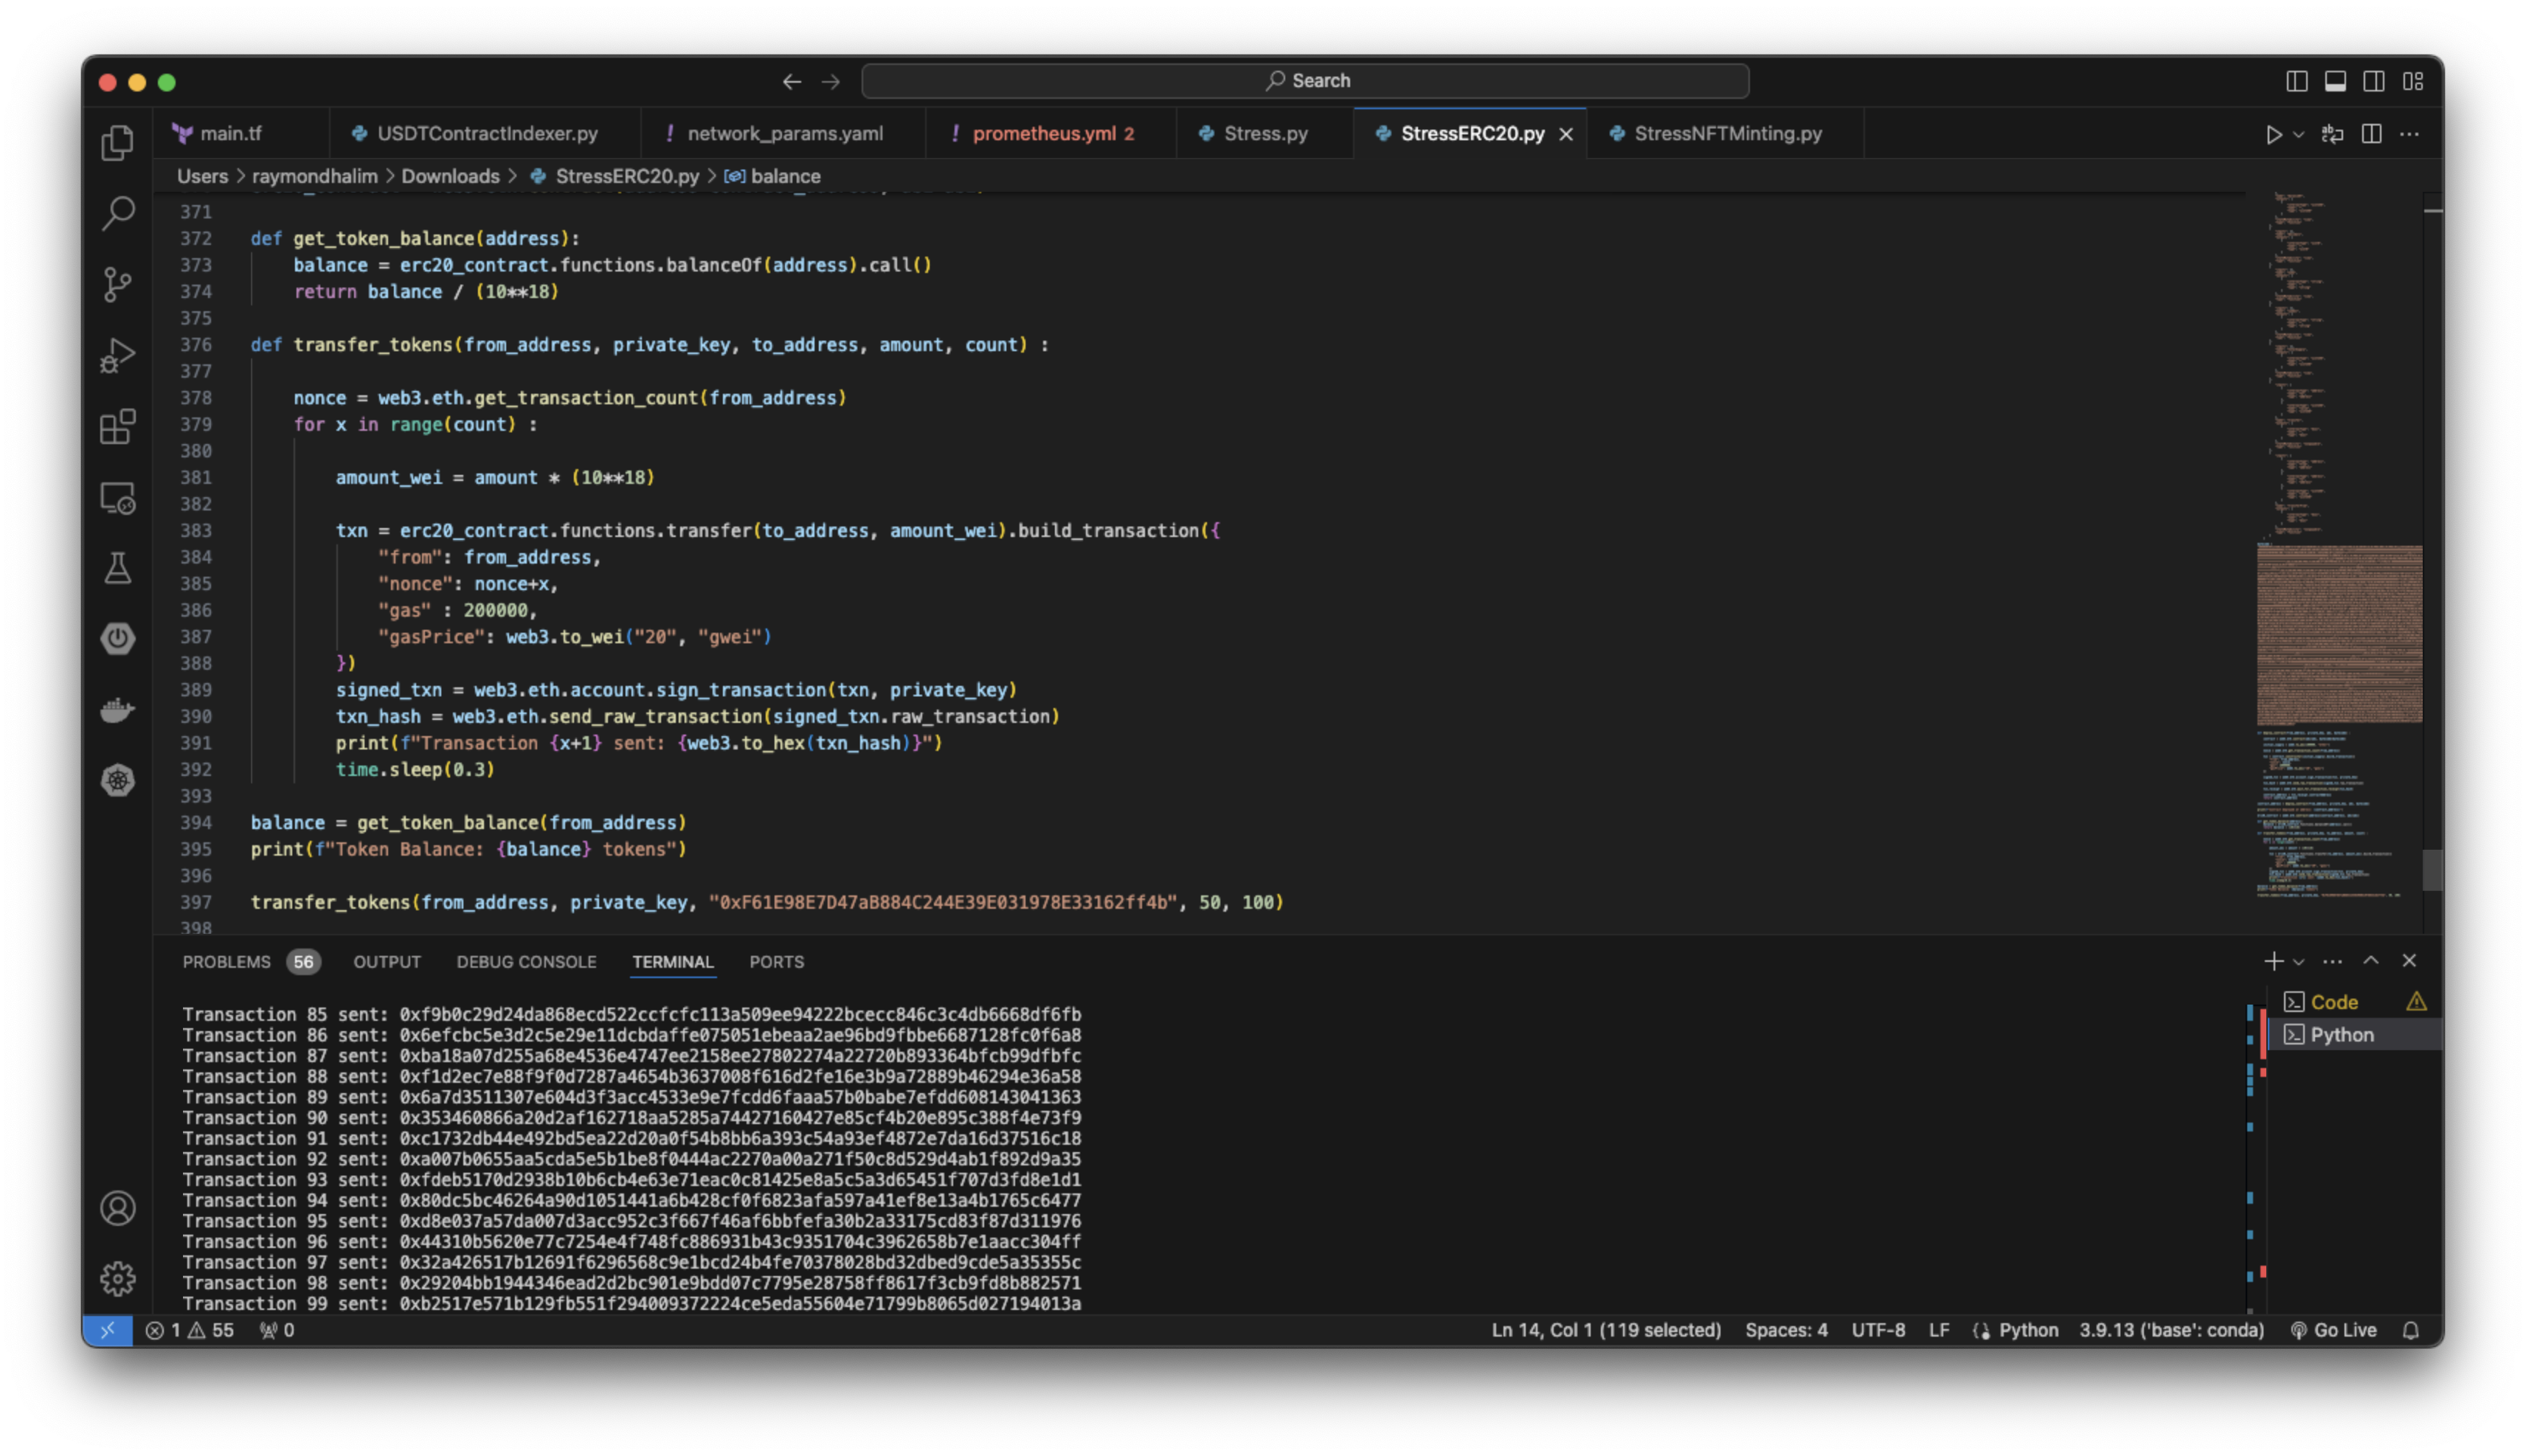 Search
main.tf
USDTContractIndexer.py
network_params.yaml
prometheus.yml 2
Stress.py
StressERC20.py
StressNFTMinting.py
Users > raymondhalim > Downloads > StressERC20.py > balance
371
372 def get_token_balance(address):
373 balance = erc20_contract.functions.balanceOf(address).call()
374 return balance / (10**18)
375
376 def transfer_tokens(from_address, private_key, to_address, amount, count) :
377
378 nonce = web3.eth.get_transaction_count(from_address)
379 for x in range(count) :
380
381 amount_wei = amount * (10**18)
382
383 txn = erc20_contract.functions.transfer(to_address, amount_wei).build_transaction({
384 "from": from_address,
385 "nonce": nonce+x,
386 "gas" : 200000,
387 "gasPrice": web3.to_wei("20", "gwei")
388 })
389 signed_txn = web3.eth.account.sign_transaction(txn, private_key)
390 txn_hash = web3.eth.send_raw_transaction(signed_txn.raw_transaction)
391 print(f"Transaction {x+1} sent: {web3.to_hex(txn_hash)}")
392 time.sleep(0.3)
393
394 balance = get_token_balance(from_address)
395 print(f"Token Balance: {balance} tokens")
396
397 transfer_tokens(from_address, private_key, "0xF61E98E7D47aB884C244E39E031978E33162ff4b", 50, 100)
398
PROBLEMS 56 OUTPUT DEBUG CONSOLE TERMINAL PORTS
Transaction 85 sent: 0xf9b0c29d24da868ecd522ccfcfc113a509ee94222bcecc846c3c4db6668df6fb
Transaction 86 sent: 0x6efcbc5e3d2c5e29e11dcbdaffe075051ebeaa2ae96bd9fbbe6687128fc0f6a8
Transaction 87 sent: 0xba18a07d255a68e4536e4747ee2158ee27802274a22720b893364bfcb99dfbfc
Transaction 88 sent: 0xf1d2ec7e88f9f0d7287a4654b3637008f616d2fe16e3b9a72889b46294e36a58
Transaction 89 sent: 0x6a7d3511307e604d3f3acc4533e9e7fcdd6faaa57b0babe7efdd608143041363
Transaction 90 sent: 0x353460866a20d2af162718aa5285a74427160427e85cf4b20e895c388f4e73f9
Transaction 91 sent: 0xc1732db44e492bd5ea22d20a0f54b8bb6a393c54a93ef4872e7da16d37516c18
Transaction 92 sent: 0xa007b0655aa5cda5e5b1be8f0444ac2270a00a271f50c8d529d4ab1f892d9a35
Transaction 93 sent: 0xfdeb5170d2938b10b6cb4e63e71eac0c81425e8a5c5a3d65451f707d3fd8e1d1
Transaction 94 sent: 0x80dc5bc46264a90d1051441a6b428cf0f6823afa597a41ef8e13a4b1765c6477
Transaction 95 sent: 0xd8e037a57da007d3acc952c3f667f46af6bbfefa30b2a33175cd83f87d311976
Transaction 96 sent: 0x44310b5620e77c7254e4f748fc886931b43c9351704c3962658b7e1aacc304ff
Transaction 97 sent: 0x32a426517b12691f6296568c9e1bcd24b4fe70378028bd32dbed9cde5a35355c
Transaction 98 sent: 0x29204bb1944346ead2d2bc901e9bdd07c7795e28758ff8617f3cb9fd8b882571
Transaction 99 sent: 0xb2517e571b129fb551f294009372224ce5eda55604e71799b8065d027194013a
Code
Python
1 55 0
Ln 14, Col 1 (119 selected) Spaces: 4 UTF-8 LF Python 3.9.13 ('base': conda) Go Live